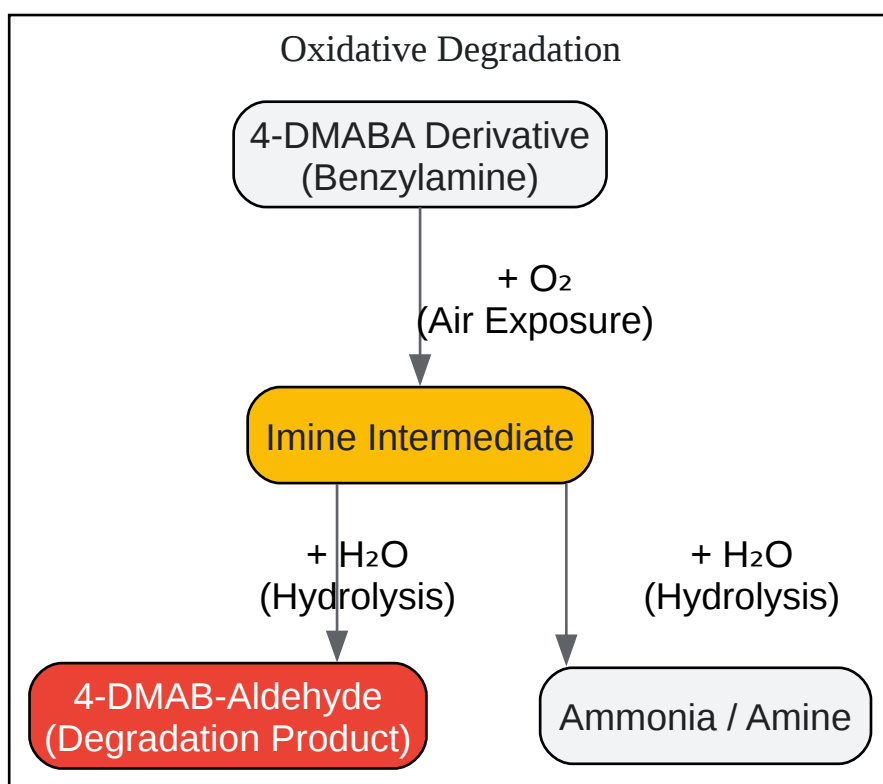 Oxidative Degradation
4-DMABA Derivative
(Benzylamine)
+ O₂
(Air Exposure)
Imine Intermediate
+ H₂O
(Hydrolysis)
+ H₂O
(Hydrolysis)
4-DMAB-Aldehyde
(Degradation Product)
Ammonia / Amine